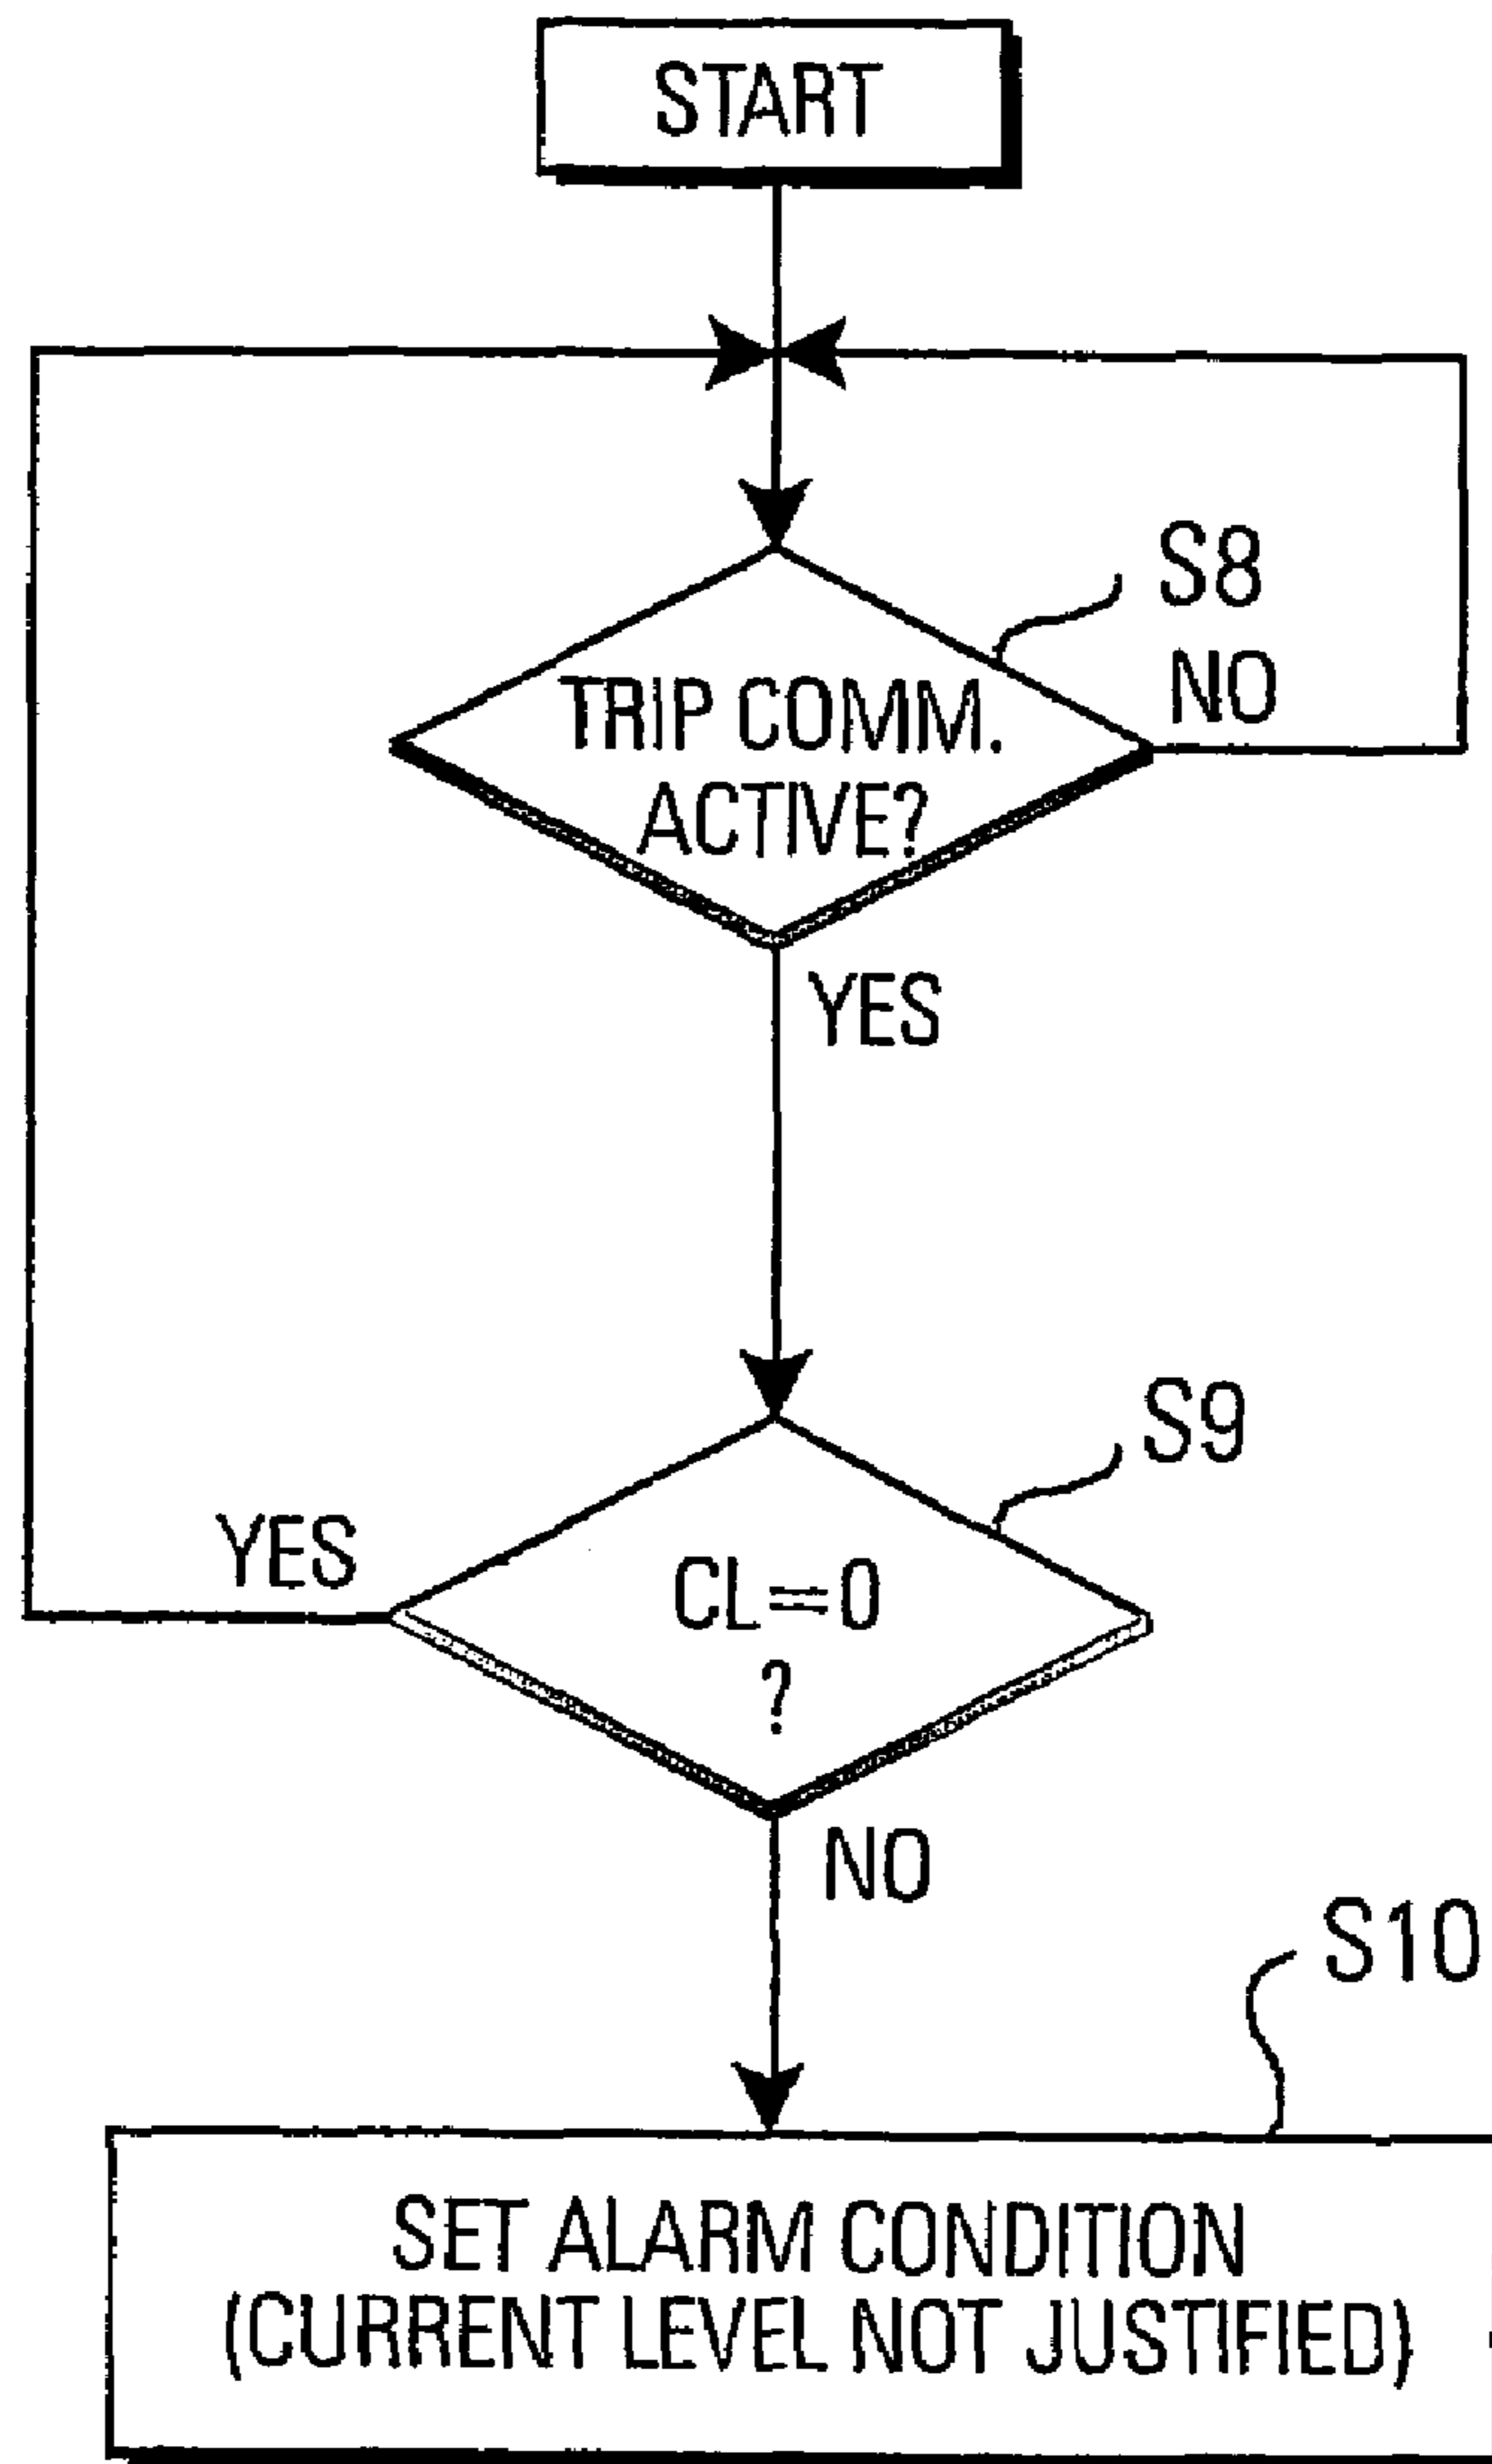 START
S8
NO
TRIP COMM.
ACTIVE?
YES
S9
YES
CL=0
?
NO
S10
SET ALARM CONDITION
(CURRENT LEVEL NOT JUSTIFIED)